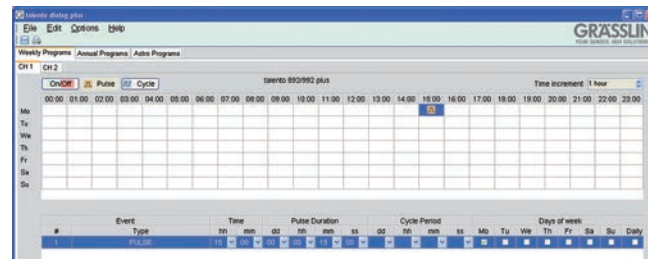 talento dialog plus
File Edit Options Help
GRÄSSLIN
Weekly Programs Annual Programs Astro Programs
CH 1 CH 2
On/Off Pulse Cycle talento 892/992 plus Time increment 1 hour
00:00 01:00 02:00 03:00 04:00 05:00 06:00 07:00 08:00 09:00 10:00 11:00 12:00 13:00 14:00 15:00 16:00 17:00 18:00 19:00 20:00 21:00 22:00 23:00
Mo
Tu
We
Th
Fr
Sa
Su
Event Time Pulse Duration Cycle Period Days of week
# Type hh mm dd hh mm ss dd hh mm ss Mo Tu We Th Fr Sa Su Daily
1 PULSE 15 00 00 00 15 00